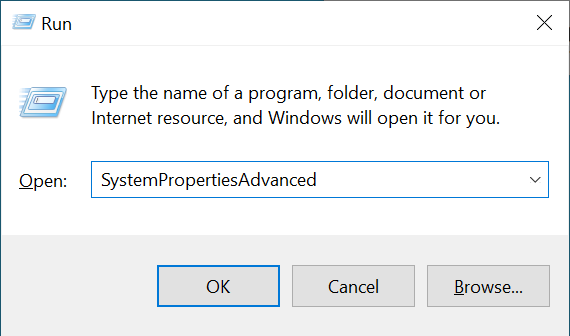 Run
Type the name of a program, folder, document or
Internet resource, and Windows will open it for you.
Open: SystemPropertiesAdvanced
OK Cancel Browse...